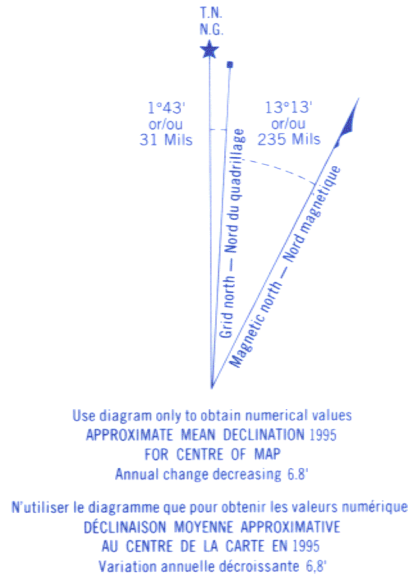 T.N.
N.G.
1°43'
or/ou
31 Mils
13°13'
or/ou
235 Mils
Grid north — Nord du quadrillage
Magnetic north — Nord magnetique
Use diagram only to obtain numerical values
APPROXIMATE MEAN DECLINATION 1995
FOR CENTRE OF MAP
Annual change decreasing 6.8'
N'utiliser le diagramme que pour obtenir les valeurs numérique
DÉCLINAISON MOYENNE APPROXIMATIVE
AU CENTRE DE LA CARTE EN 1995
Variation annuelle décroissante 6,8'